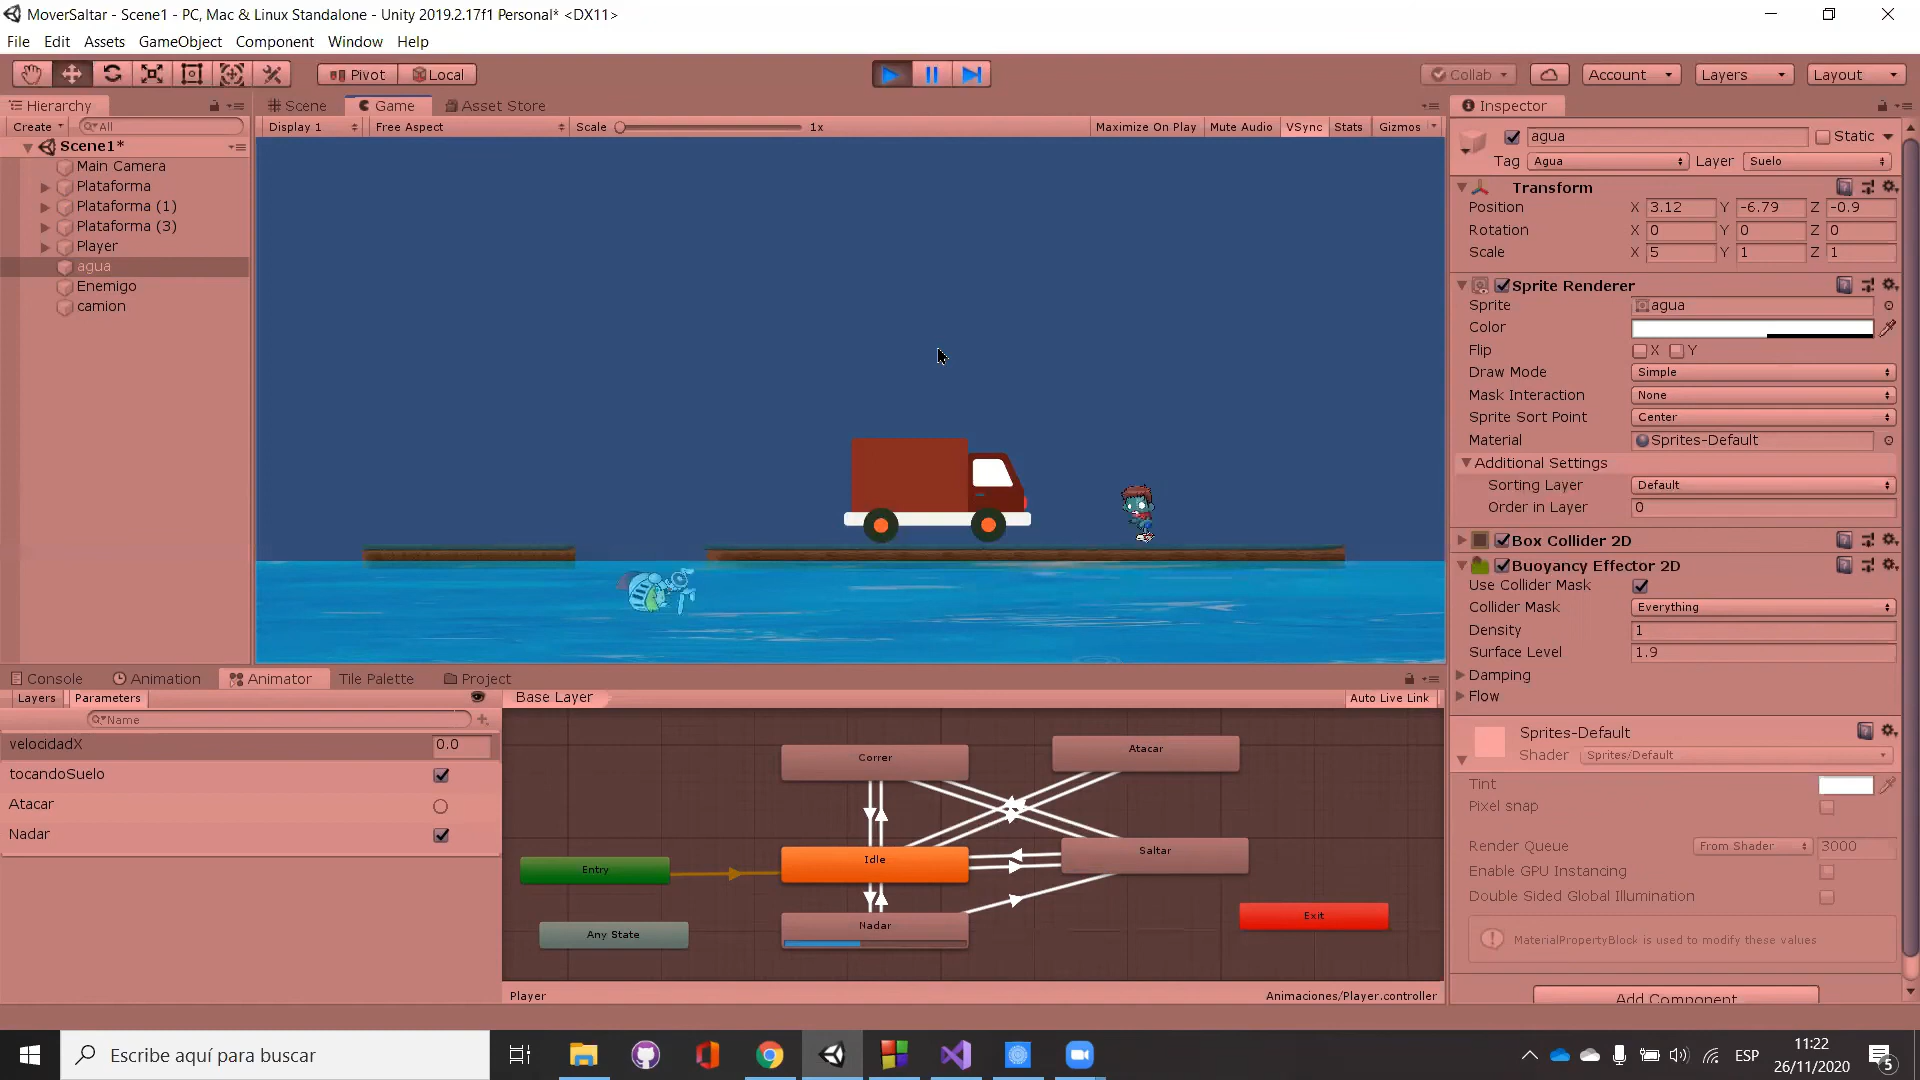 MoverSaltar - Scene1 - PC, Mac & Linux Standalone - Unity 2019.2.17f1 Personal* <DX11>
File Edit Assets GameObject Component Window Help
Pivot Local Collab Account Layers Layout
Hierarchy Scene Game Asset Store Inspector
Create All Display 1 Free Aspect Scale 1x Maximize On Play Mute Audio VSync Stats Gizmos
agua Static
Scene1*
Tag Agua Layer Suelo
Main Camera
Plataforma
Transform
Plataforma (1)
Position X 3.12 Y -6.79 Z -0.9
Plataforma (3)
Rotation X 0 Y 0 Z 0
Player
Scale X 5 Y 1 Z 1
agua
Enemigo
Sprite Renderer
camion
Sprite agua
Color
Flip X Y
Draw Mode Simple
Mask Interaction None
Sprite Sort Point Center
Material Sprites-Default
Additional Settings
Sorting Layer Default
Order in Layer 0
Box Collider 2D
Buoyancy Effector 2D
Use Collider Mask
Collider Mask Everything
Density 1
Surface Level 1.9
Damping
Flow
Console Animation Animator Tile Palette Project
Layers Parameters Base Layer Auto Live Link
Name
velocidadX 0.0
tocandoSuelo
Atacar
Nadar
Correr
Atacar
Idle
Saltar
Entry
Nadar
Any State
Exit
Player Animaciones/Player.controller
Sprites-Default
Shader Sprites/Default
Tint
Pixel snap
Render Queue From Shader 3000
Enable GPU Instancing
Double Sided Global Illumination
MaterialPropertyBlock is used to modify these values
Add Component
Escribe aquí para buscar
ESP
11:22
26/11/2020
5